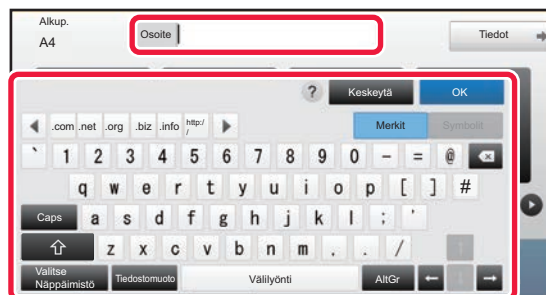 Alkup.
A4
Osoite
Tiedot
? Keskeytä OK
.com .net .org .biz .info http:/
/
Merkit Symbolit
` 1 2 3 4 5 6 7 8 9 0 - = @
q w e r t y u i o p [ ] #
Caps a s d f g h j k l ; '
z x c v b n m , . /
Valitse
Näppäimistö
Tiedostomuoto Välilyönti AltGr